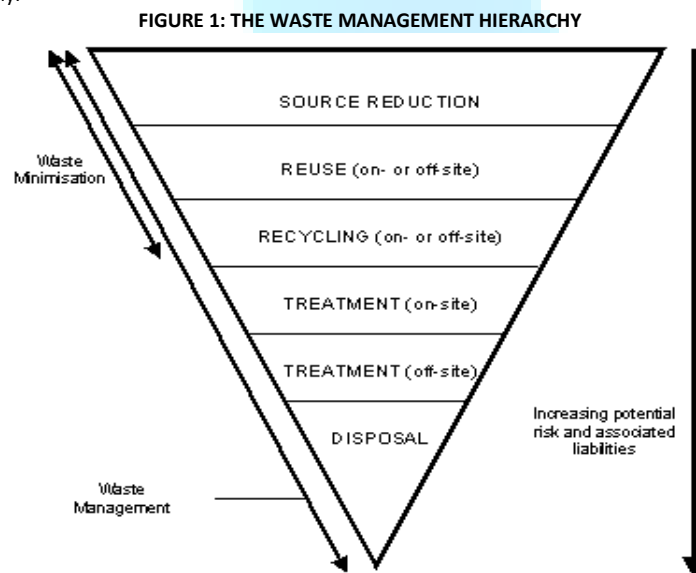 FIGURE 1: THE WASTE MANAGEMENT HIERARCHY
SOURCE REDUCTION
Waste
Minimisation
REUSE (on- or off-site)
RECYCLING (on- or off-site)
TREATMENT (on-site)
TREATMENT (off-site)
DISPOSAL
Increasing potential
risk and associated
liabilities
Waste
Management